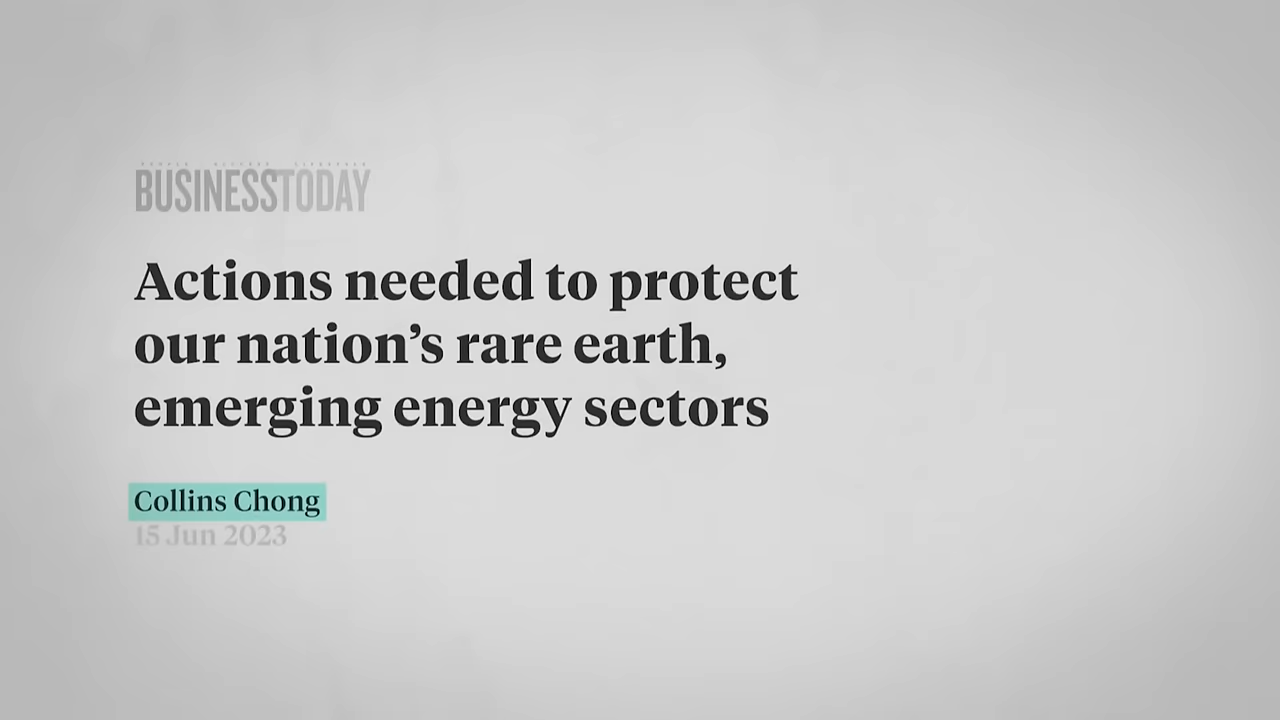 BUSINESSTODAY
Actions needed to protect
our nation's rare earth,
emerging energy sectors
Collins Chong
15 Jun 2023